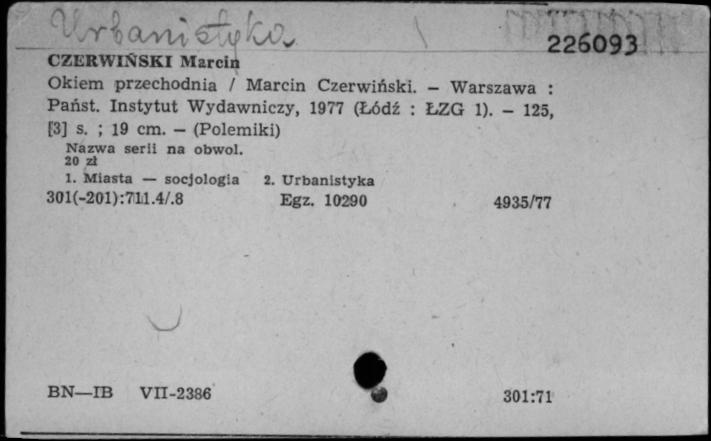 Urbanistyka
226093
CZERWIŃSKI Marcin
Okiem przechodnia / Marcin Czerwiński. – Warszawa :
Państ. Instytut Wydawniczy, 1977 (Łódź : ŁZG 1). – 125,
[3] s. ; 19 cm. – (Polemiki)
Nazwa serii na obwol.
20 zł
1. Miasta — socjologia 2. Urbanistyka
301(-201):711.4/.8 Egz. 10290 4935/77
BN—IB VII-2386 301:71